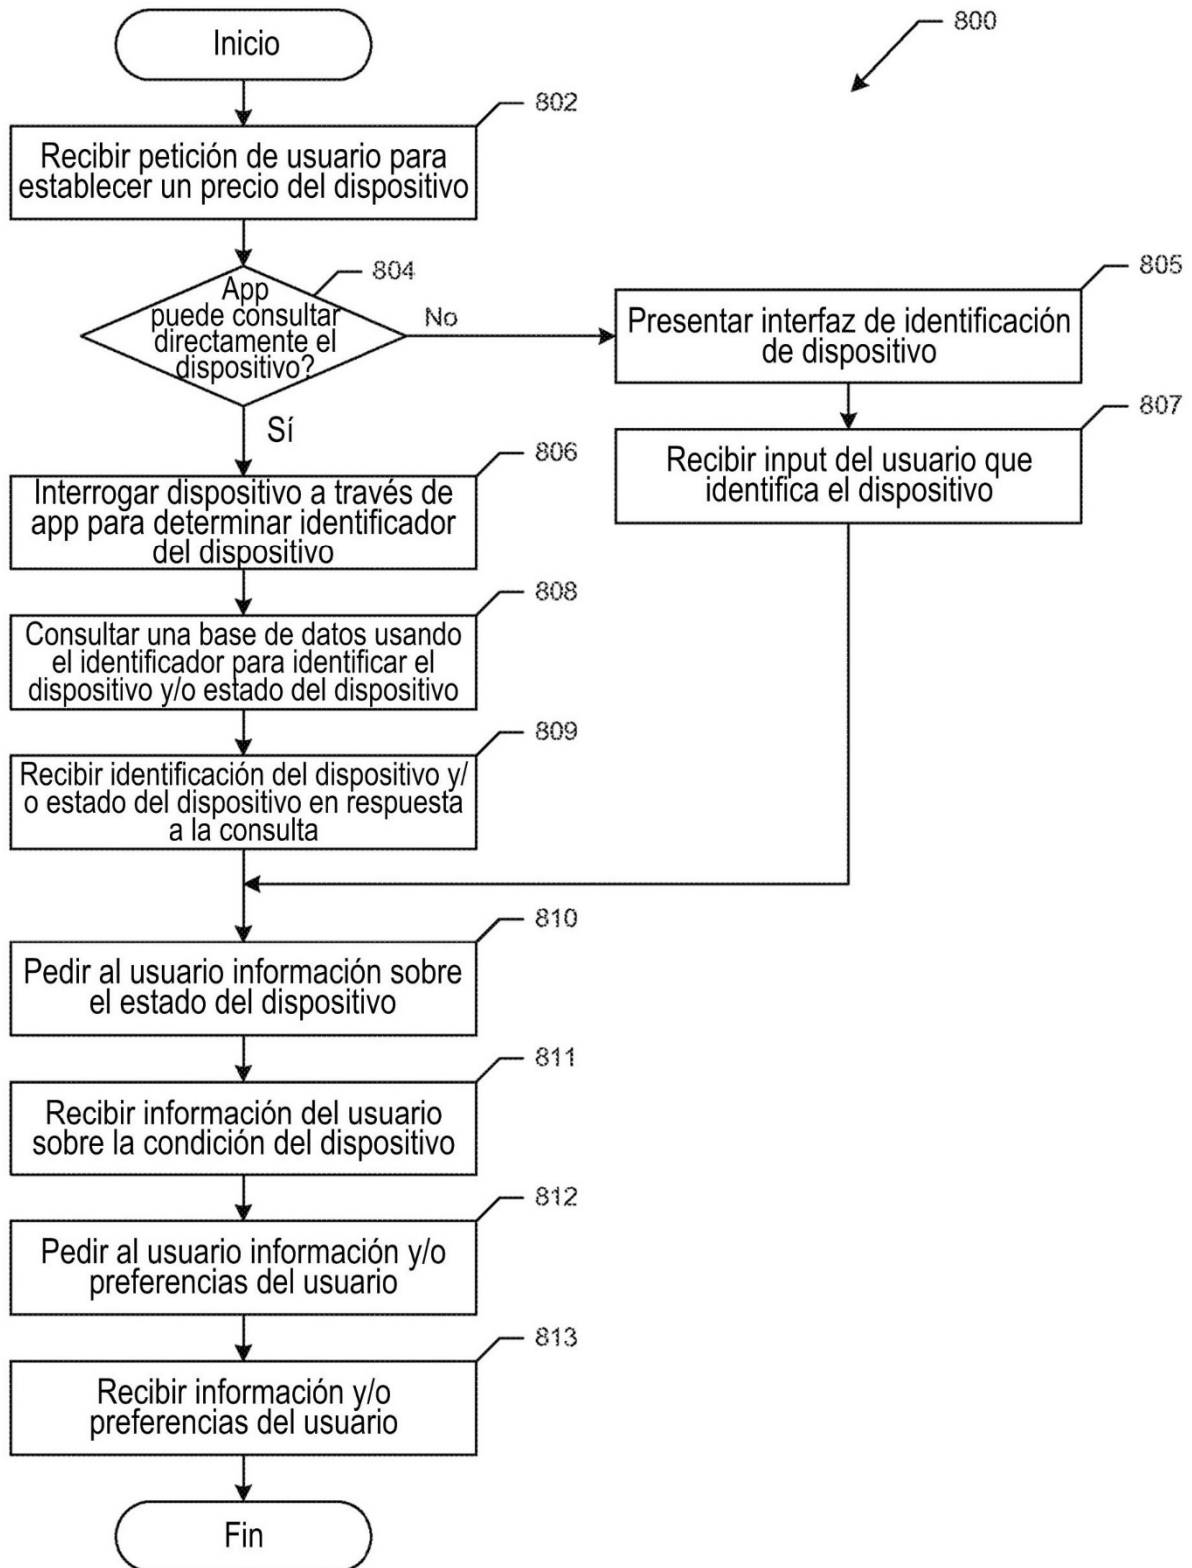 Inicio
800
802
Recibir petición de usuario para
establecer un precio del dispositivo
804
App
puede consultar
directamente el
dispositivo?
No
Sí
805
Presentar interfaz de identificación
de dispositivo
807
Recibir input del usuario que
identifica el dispositivo
806
Interrogar dispositivo a través de
app para determinar identificador
del dispositivo
808
Consultar una base de datos usando
el identificador para identificar el
dispositivo y/o estado del dispositivo
809
Recibir identificación del dispositivo y/
o estado del dispositivo en respuesta
a la consulta
810
Pedir al usuario información sobre
el estado del dispositivo
811
Recibir información del usuario
sobre la condición del dispositivo
812
Pedir al usuario información y/o
preferencias del usuario
813
Recibir información y/o
preferencias del usuario
Fin